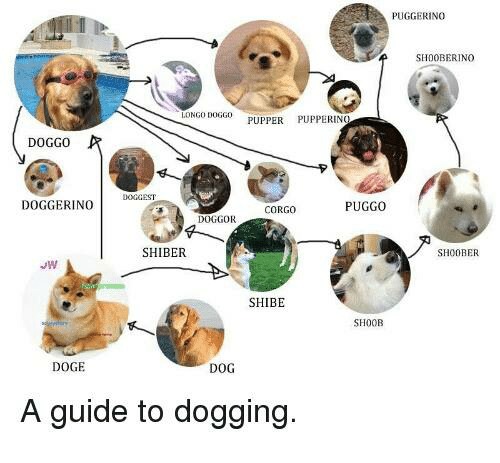 PUGGERINO
SHOOBERINO
LONGO DOGGO
PUPPER
PUPPERINO
DOGGO
DOGGEST
DOGGERINO
DOGGOR
CORGO
PUGGO
SHIBER
SHOOBER
SHIBE
SHOOB
DOGE
DOG
A guide to dogging.